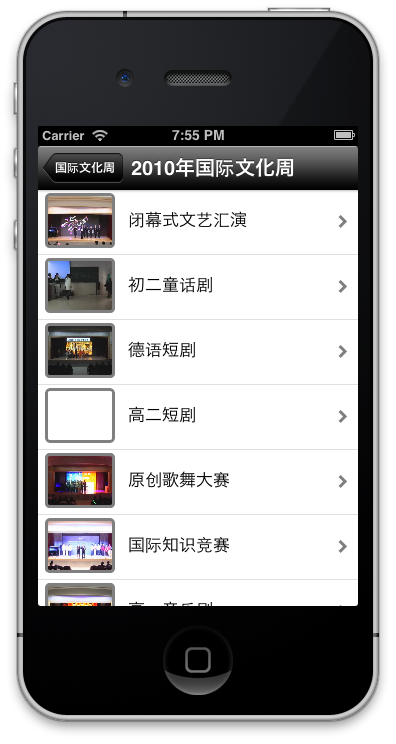 Carrier 7:55 PM
国际文化周 2010年国际文化周
闭幕式文艺汇演
初二童话剧
德语短剧
高二短剧
原创歌舞大赛
国际知识竞赛